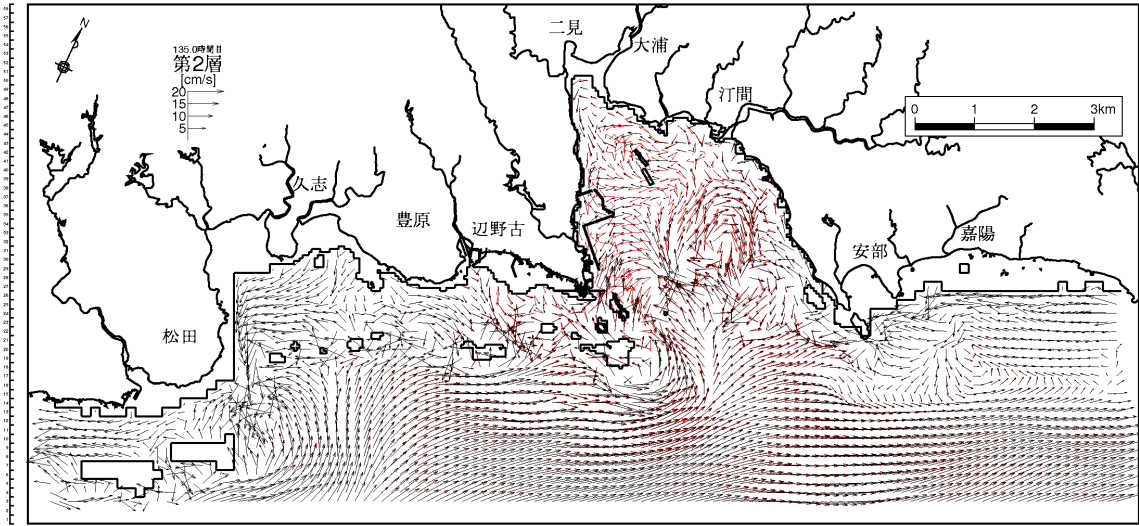 二見
大浦
汀間
N
135.0時間目
第2層
[cm/s]
20
15
10
5
0 1 2 3km
久志
豊原
辺野古
安部
嘉陽
松田